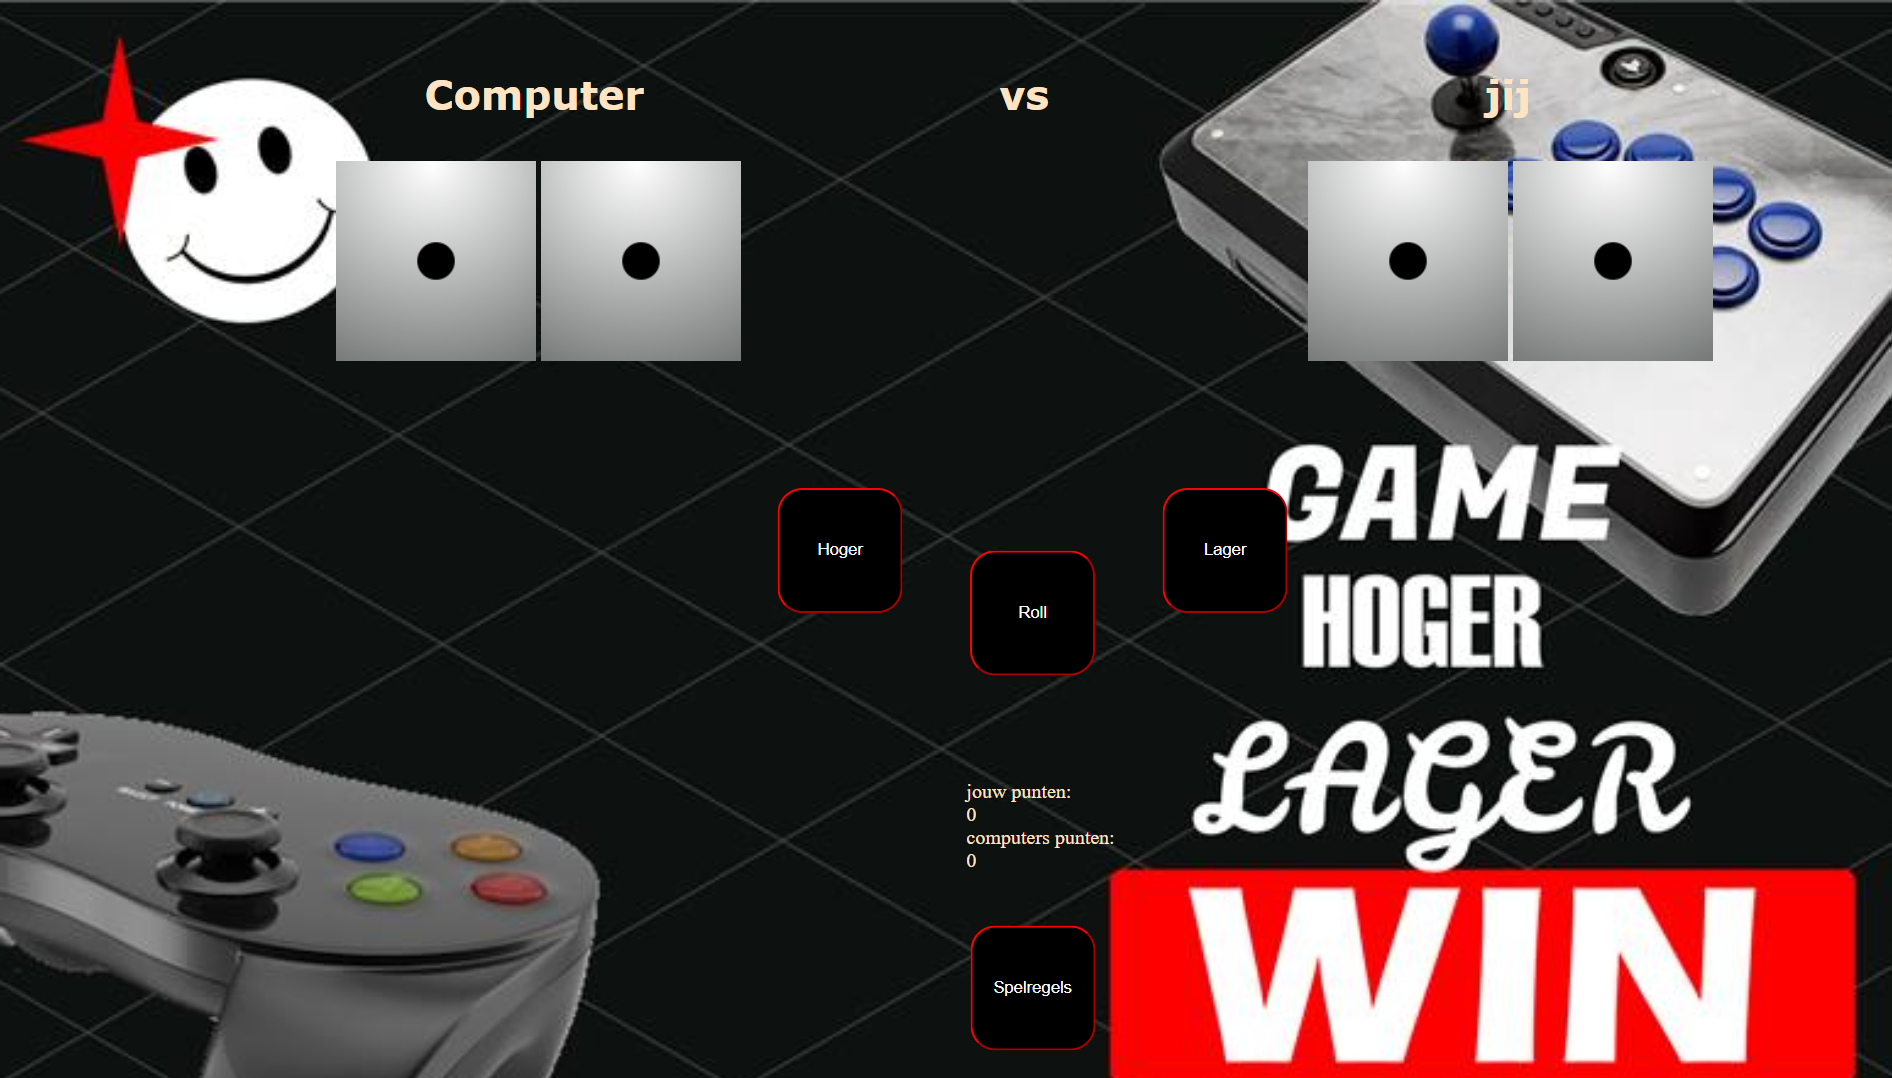 Computer
vs
jij
Hoger
Lager
Roll
GAME
HOGER
LAGER
WIN
jouw punten:
0
computers punten:
0
Spelregels